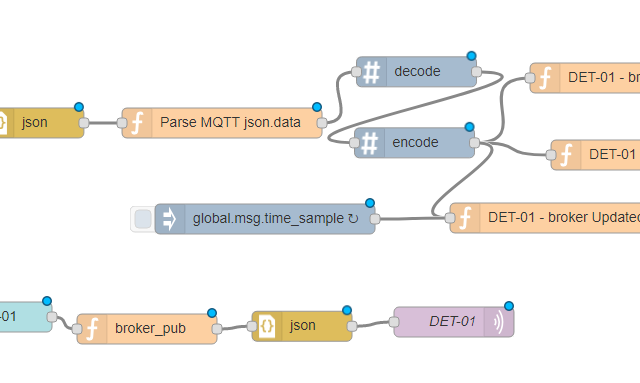 decode
DET-01 - br
json
Parse MQTT json.data
encode
DET-01
global.msg.time_sample ↻
DET-01 - broker Updated
-01
broker_pub
json
DET-01